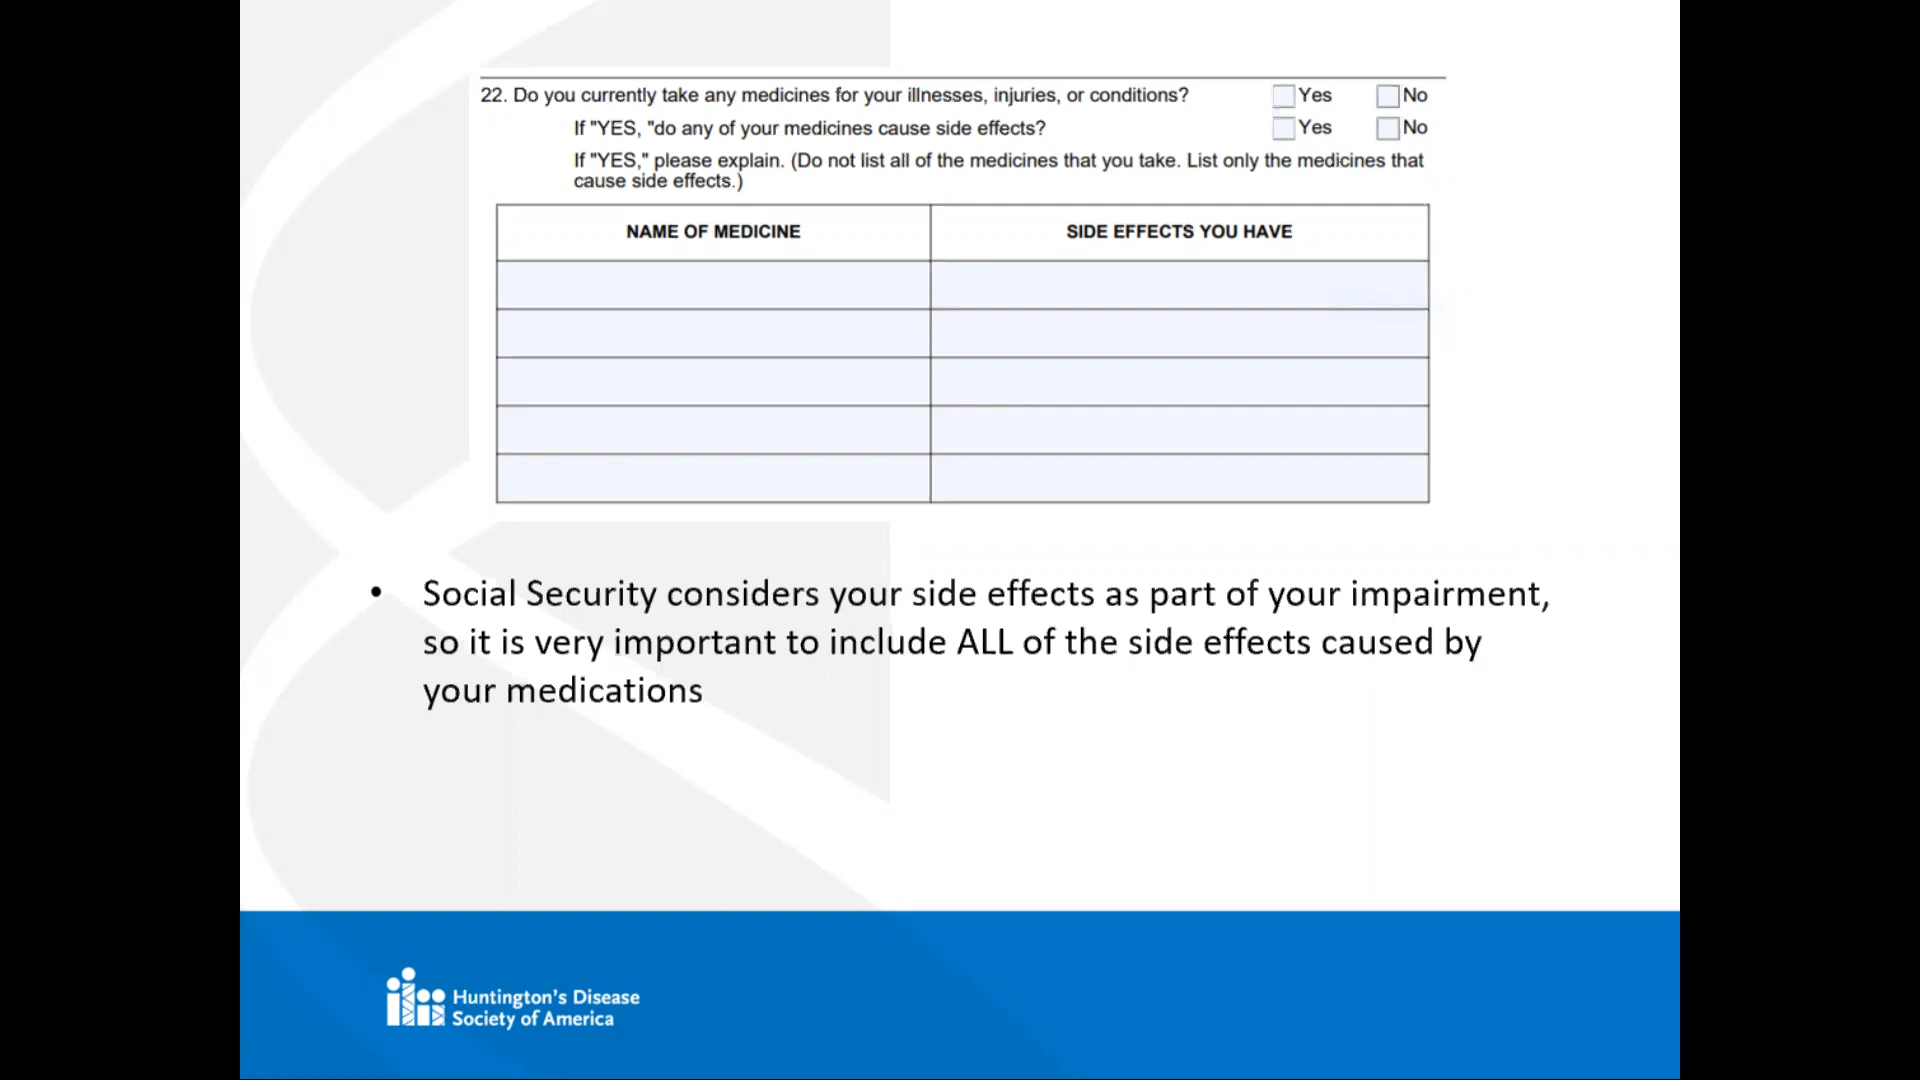 22. Do you currently take any medicines for your illnesses, injuries, or conditions? Yes No
If "YES, "do any of your medicines cause side effects? Yes No
If "YES," please explain. (Do not list all of the medicines that you take. List only the medicines that
cause side effects.)
NAME OF MEDICINE SIDE EFFECTS YOU HAVE
• Social Security considers your side effects as part of your impairment,
so it is very important to include ALL of the side effects caused by
your medications
Huntington's Disease
Society of America